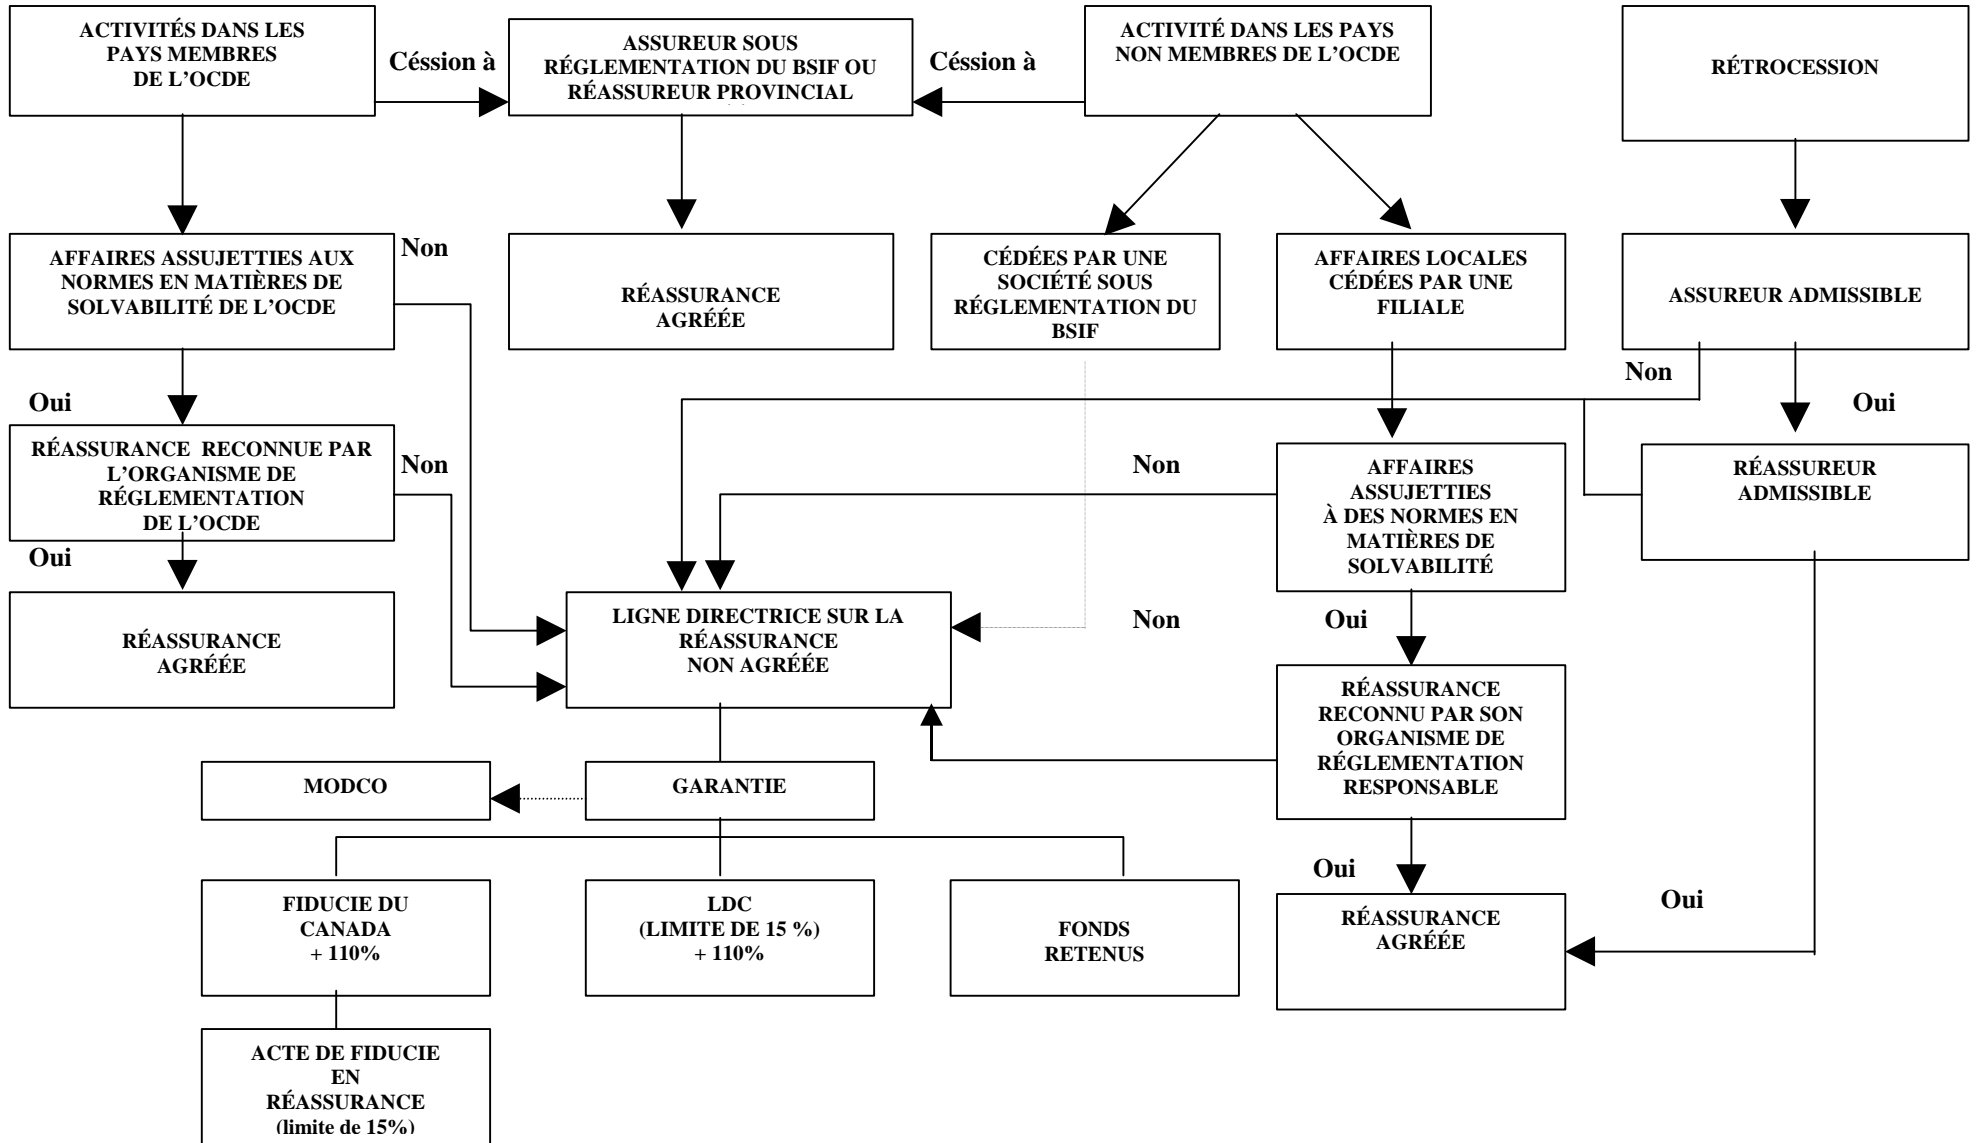 ACTIVITÉS DANS LES
PAYS MEMBRES
DE L'OCDE
Céssion à
ASSUREUR SOUS
RÉGLEMENTATION DU BSIF OU
RÉASSUREUR PROVINCIAL
Céssion à
ACTIVITÉ DANS LES PAYS
NON MEMBRES DE L'OCDE
RÉTROCESSION
AFFAIRES ASSUJETTIES AUX
NORMES EN MATIÈRES DE
SOLVABILITÉ DE L'OCDE
Non
RÉASSURANCE
AGRÉÉE
CÉDÉES PAR UNE
SOCIÉTÉ SOUS
RÉGLEMENTATION DU
BSIF
AFFAIRES LOCALES
CÉDÉES PAR UNE
FILIALE
ASSUREUR ADMISSIBLE
Non
Oui
Oui
RÉASSURANCE RECONNUE PAR
L'ORGANISME DE
RÉGLEMENTATION
DE L'OCDE
Non
Non
AFFAIRES
ASSUJETTIES
À DES NORMES EN
MATIÈRES DE
SOLVABILITÉ
RÉASSUREUR
ADMISSIBLE
Oui
RÉASSURANCE
AGRÉÉE
LIGNE DIRECTRICE SUR LA
RÉASSURANCE
NON AGRÉÉE
Non
Oui
RÉASSURANCE
RECONNU PAR SON
ORGANISME DE
RÉGLEMENTATION
RESPONSABLE
MODCO
GARANTIE
Oui
Oui
FIDUCIE DU
CANADA
+ 110%
LDC
(LIMITE DE 15 %)
+ 110%
FONDS
RETENUS
RÉASSURANCE
AGRÉÉE
ACTE DE FIDUCIE
EN
RÉASSURANCE
(limite de 15%)